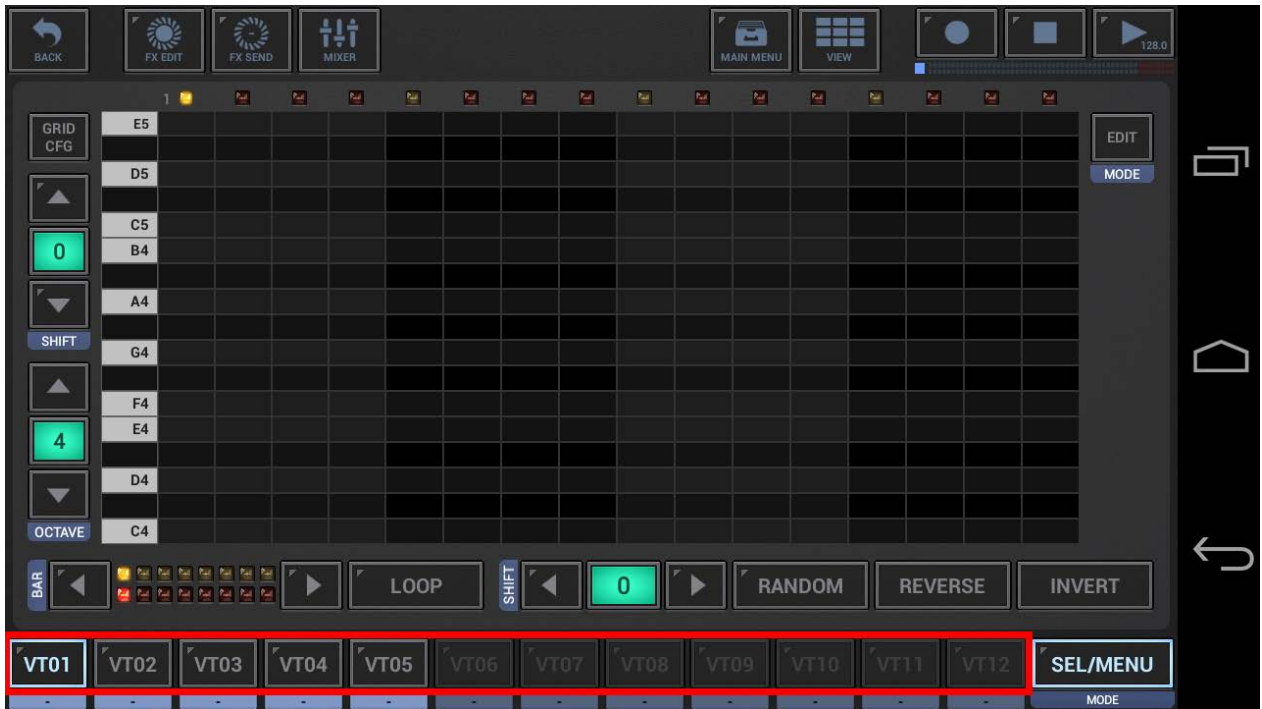 BACK FX EDIT FX SEND MIXER MAIN MENU VIEW 128.0
1
GRID
CFG
E5
EDIT
D5
MODE
C5
0
B4
A4
SHIFT
G4
F4
4
E4
D4
OCTAVE
C4
BAR LOOP SHIFT 0 RANDOM REVERSE INVERT
VT01 VT02 VT03 VT04 VT05 VT06 VT07 VT08 VT09 VT10 VT11 VT12 SEL/MENU
- - - - - - - - - - - - MODE